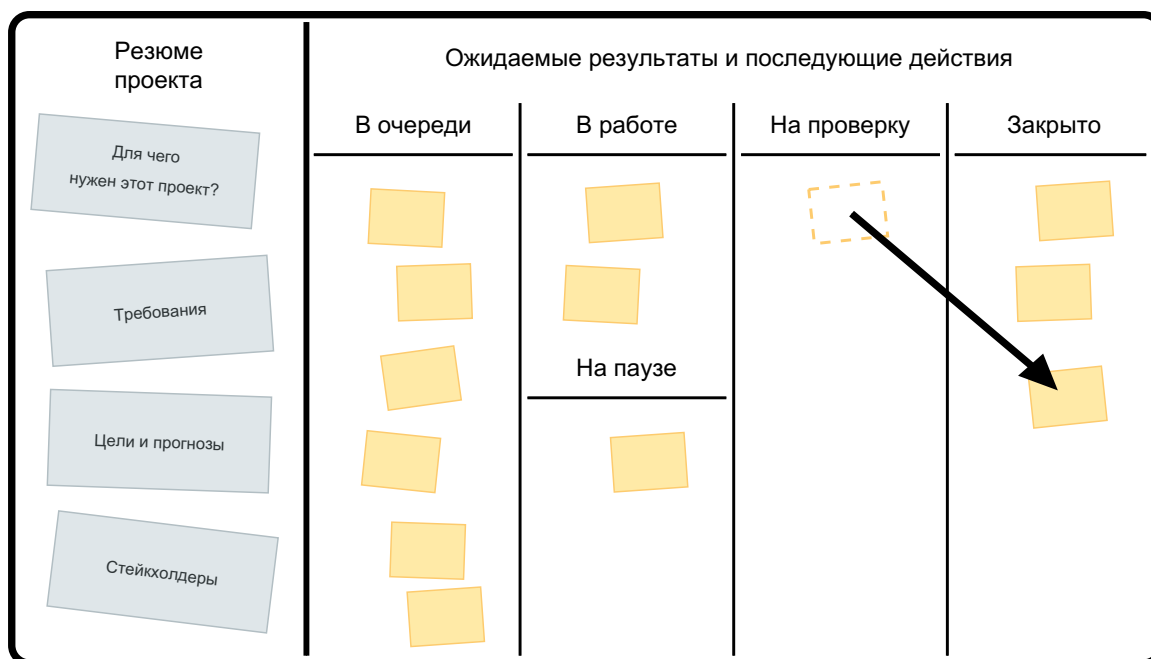 Резюме
проекта
Ожидаемые результаты и последующие действия
В очереди
В работе
На проверку
Закрыто
Для чего
нужен этот проект?
Требования
На паузе
Цели и прогнозы
Стейкхолдеры